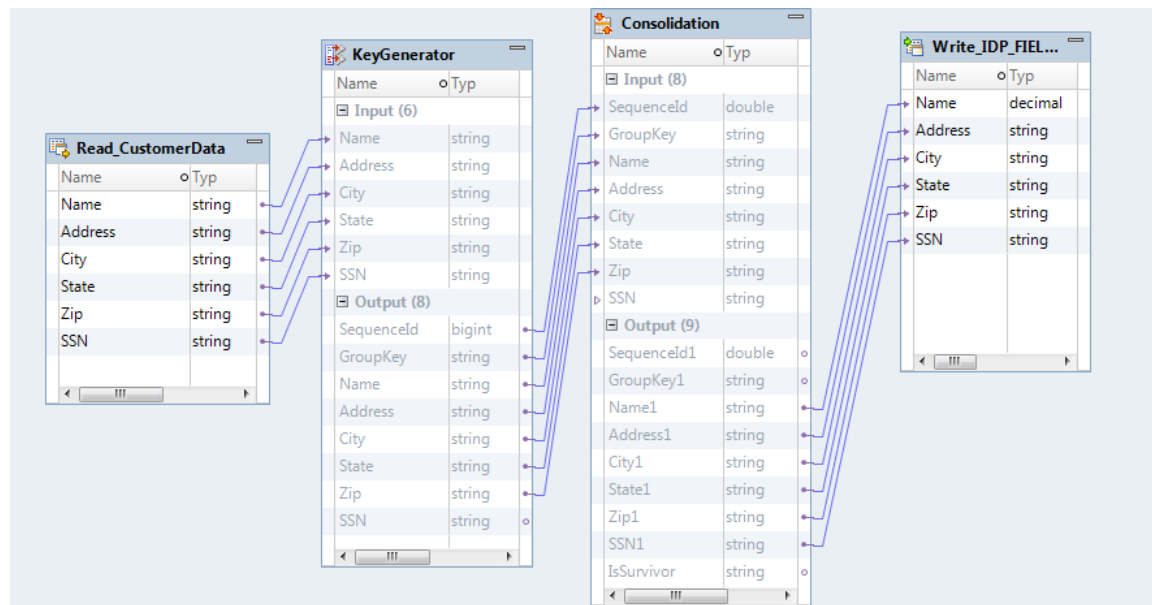 Read_CustomerData
Name Typ
Name string
Address string
City string
State string
Zip string
SSN string
KeyGenerator
Name Typ
Input (6)
Name string
Address string
City string
State string
Zip string
SSN string
Output (8)
SequenceId bigint
GroupKey string
Name string
Address string
City string
State string
Zip string
SSN string
Consolidation
Name Typ
Input (8)
SequenceId double
GroupKey string
Name string
Address string
City string
State string
Zip string
SSN string
Output (9)
SequenceId1 double
GroupKey1 string
Name1 string
Address1 string
City1 string
State1 string
Zip1 string
SSN1 string
IsSurvivor string
Write_IDP_FIEL...
Name Typ
Name decimal
Address string
City string
State string
Zip string
SSN string